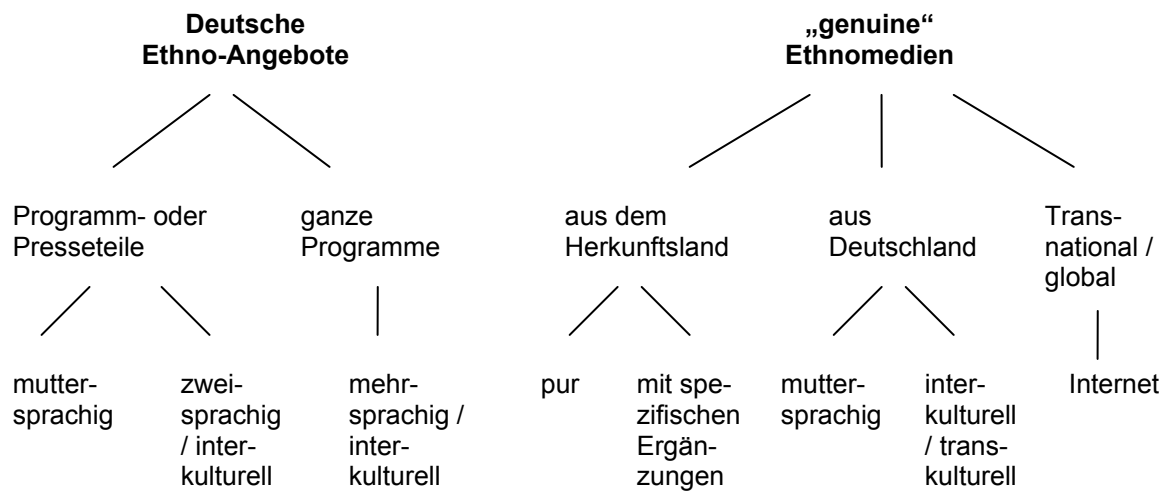 Deutsche
Ethno-Angebote
„genuine“
Ethnomedien
Programm- oder
Presseteile
ganze
Programme
aus dem
Herkunftsland
aus
Deutschland
Trans-
national /
global
mutter-
sprachig
zwei-
sprachig
/ inter-
kulturell
mehr-
sprachig /
inter-
kulturell
pur
mit spe-
zifischen
Ergän-
zungen
mutter-
sprachig
inter-
kulturell
/ trans-
kulturell
Internet